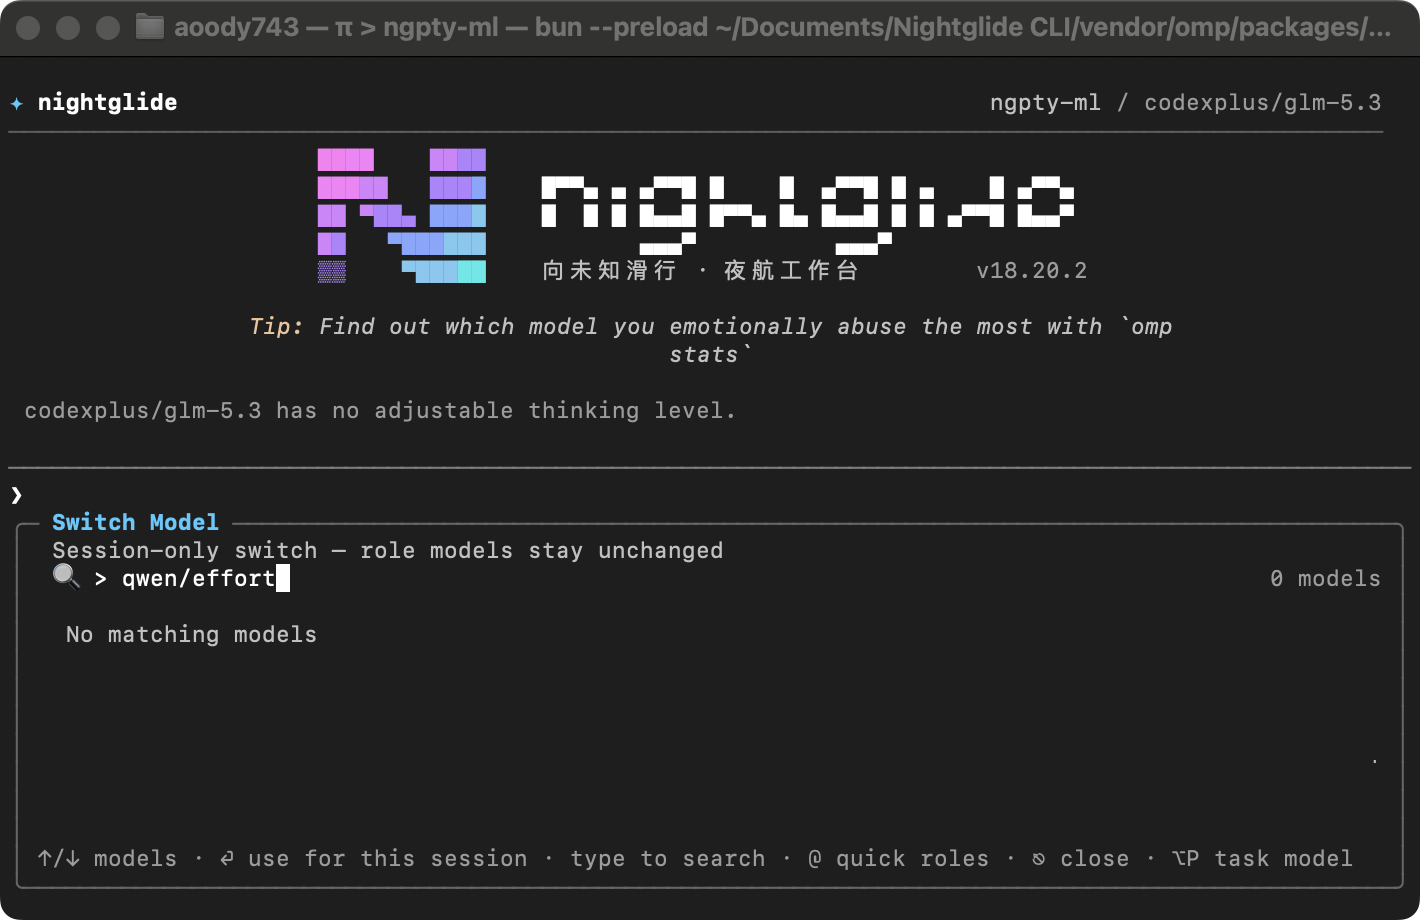 aoody743 — π > ngpty-ml — bun --preload ~/Documents/Nightglide CLI/vendor/omp/packages/...
✦ nightglide
ngpty-ml / codexplus/glm-5.3
nightglide
向未知滑行 · 夜航工作台 v18.20.2
Tip: Find out which model you emotionally abuse the most with `omp
stats`
codexplus/glm-5.3 has no adjustable thinking level.
❯
Switch Model
Session-only switch — role models stay unchanged
🔍 > qwen/effort 0 models
No matching models
↑/↓ models · ⏎ use for this session · type to search · @ quick roles · ⎋ close · ⌥P task model